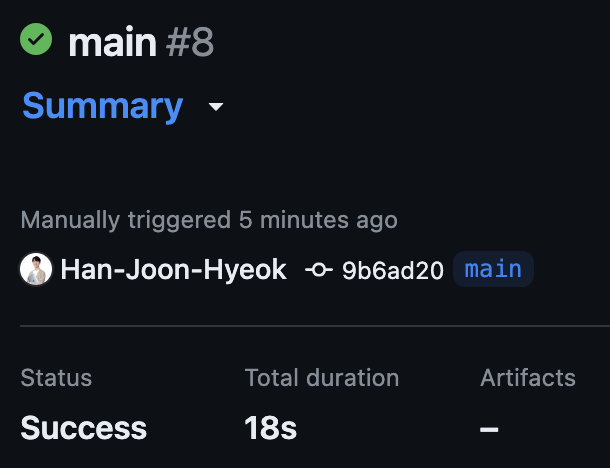 main #8
Summary
Manually triggered 5 minutes ago
Han-Joon-Hyeok 9b6ad20 main
Status Total duration Artifacts
Success 18s –